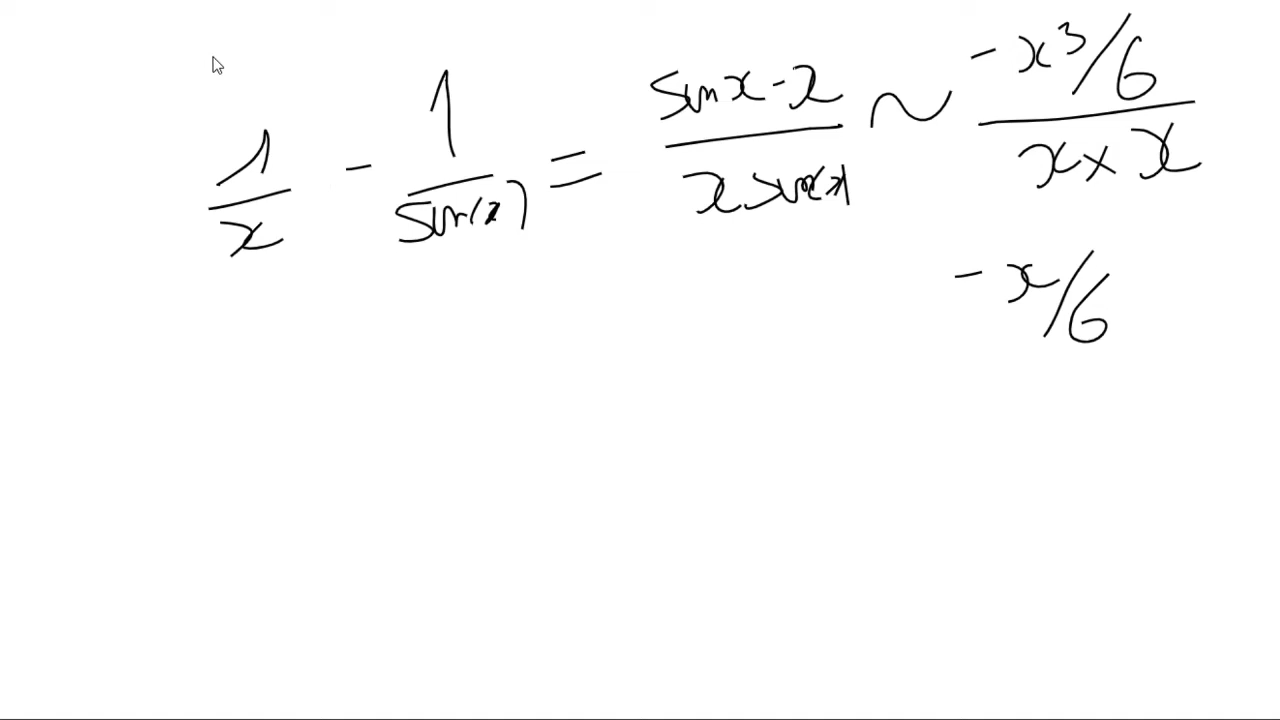 1/x - 1/sin(x) = (sin x - x)/(x sin(x)) ~ (-x³/6)/(x × x)
-x/6